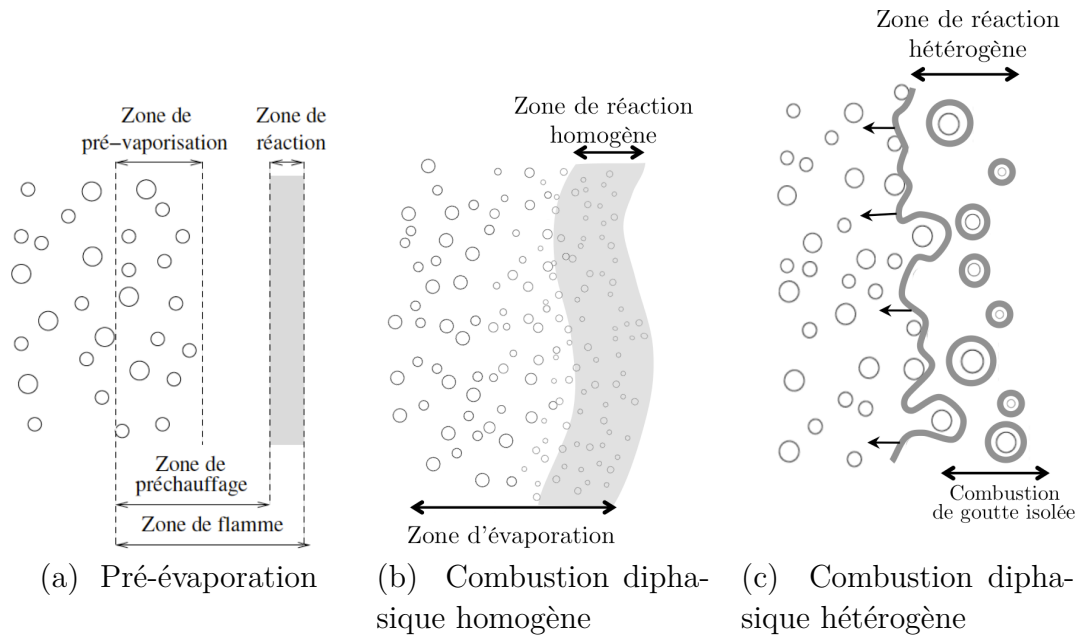 Zone de
pré-vaporisation
Zone de
réaction
Zone de
préchauffage
Zone de flamme
(a) Pré-évaporation
Zone de réaction
homogène
Zone d'évaporation
(b) Combustion dipha-
sique homogène
Zone de réaction
hétérogène
Combustion
de goutte isolée
(c) Combustion dipha-
sique hétérogène